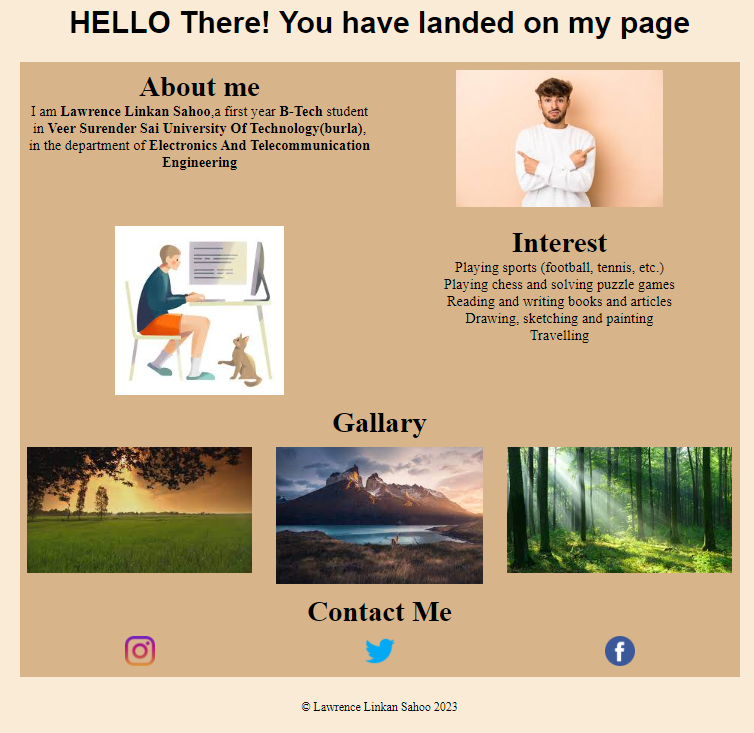 HELLO There! You have landed on my page
About me
I am Lawrence Linkan Sahoo,a first year B-Tech student
in Veer Surender Sai University Of Technology(burla),
in the department of Electronics And Telecommunication
Engineering
Interest
Playing sports (football, tennis, etc.)
Playing chess and solving puzzle games
Reading and writing books and articles
Drawing, sketching and painting
Travelling
Gallary
Contact Me
© Lawrence Linkan Sahoo 2023